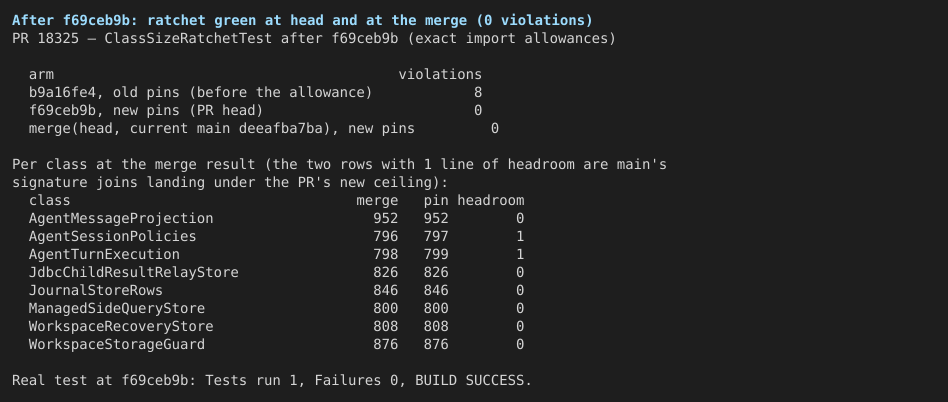 After f69ceb9b: ratchet green at head and at the merge (0 violations)
PR 18325 — ClassSizeRatchetTest after f69ceb9b (exact import allowances)
arm violations
b9a16fe4, old pins (before the allowance) 8
f69ceb9b, new pins (PR head) 0
merge(head, current main deeafba7ba), new pins 0
Per class at the merge result (the two rows with 1 line of headroom are main's
signature joins landing under the PR's new ceiling):
class merge pin headroom
AgentMessageProjection 952 952 0
AgentSessionPolicies 796 797 1
AgentTurnExecution 798 799 1
JdbcChildResultRelayStore 826 826 0
JournalStoreRows 846 846 0
ManagedSideQueryStore 800 800 0
WorkspaceRecoveryStore 808 808 0
WorkspaceStorageGuard 876 876 0
Real test at f69ceb9b: Tests run 1, Failures 0, BUILD SUCCESS.